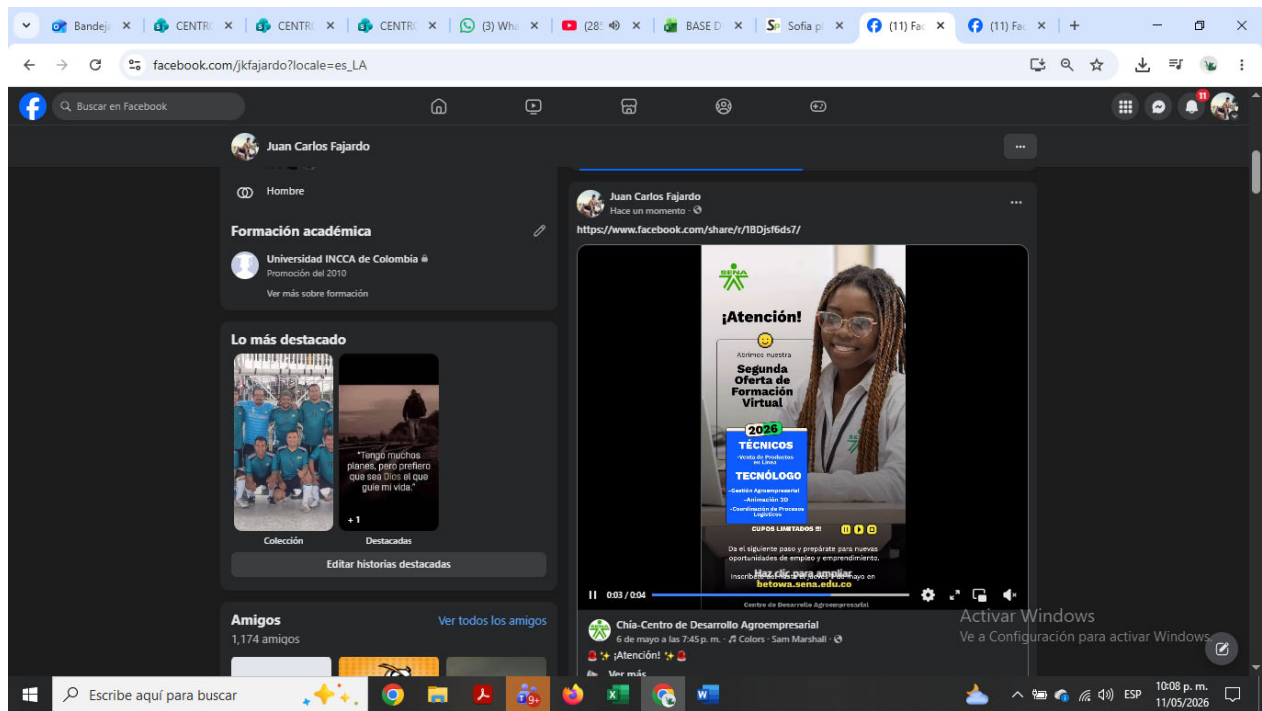 Bandeja
CENTRO
CENTRO
CENTRO
(3) Wha
(28
BASE D
Sofia pl
(11) Fac
(11) Fac
facebook.com/jkfajardo?locale=es_LA
Buscar en Facebook
11
Juan Carlos Fajardo
Hombre
Formación académica
Universidad INCCA de Colombia
Promoción del 2010
Ver más sobre formación
Lo más destacado
"Tengo muchos
planes, pero prefiero
que sea Dios el que
guíe mi vida."
+1
Colección
Destacadas
Editar historias destacadas
Amigos
Ver todos los amigos
1,174 amigos
Juan Carlos Fajardo
Hace un momento
https://www.facebook.com/share/r/1BDjsf6ds7/
SENA
¡Atención!
Abrimos nuestra
Segunda
Oferta de
Formación
Virtual
2026
TÉCNICOS
-Venta de Productos
en Línea
TECNÓLOGO
-Gestión Agroempresarial
-Animación 3D
-Coordinación de Procesos
Logísticos
CUPOS LIMITADOS !!!
Da el siguiente paso y prepárate para nuevas
oportunidades de empleo y emprendimiento.
Haz clic para ampliar
mayo en
betowa.sena.edu.co
Centro de Desarrollo Agroempresarial
0:03 / 0:04
Chía-Centro de Desarrollo Agroempresarial
6 de mayo a las 7:45 p. m. · Colors · Sam Marshall
¡Atención!
Ver más
Activar Windows
Ve a Configuración para activar Windows.
Escribe aquí para buscar
9+
ESP
10:08 p. m.
11/05/2026